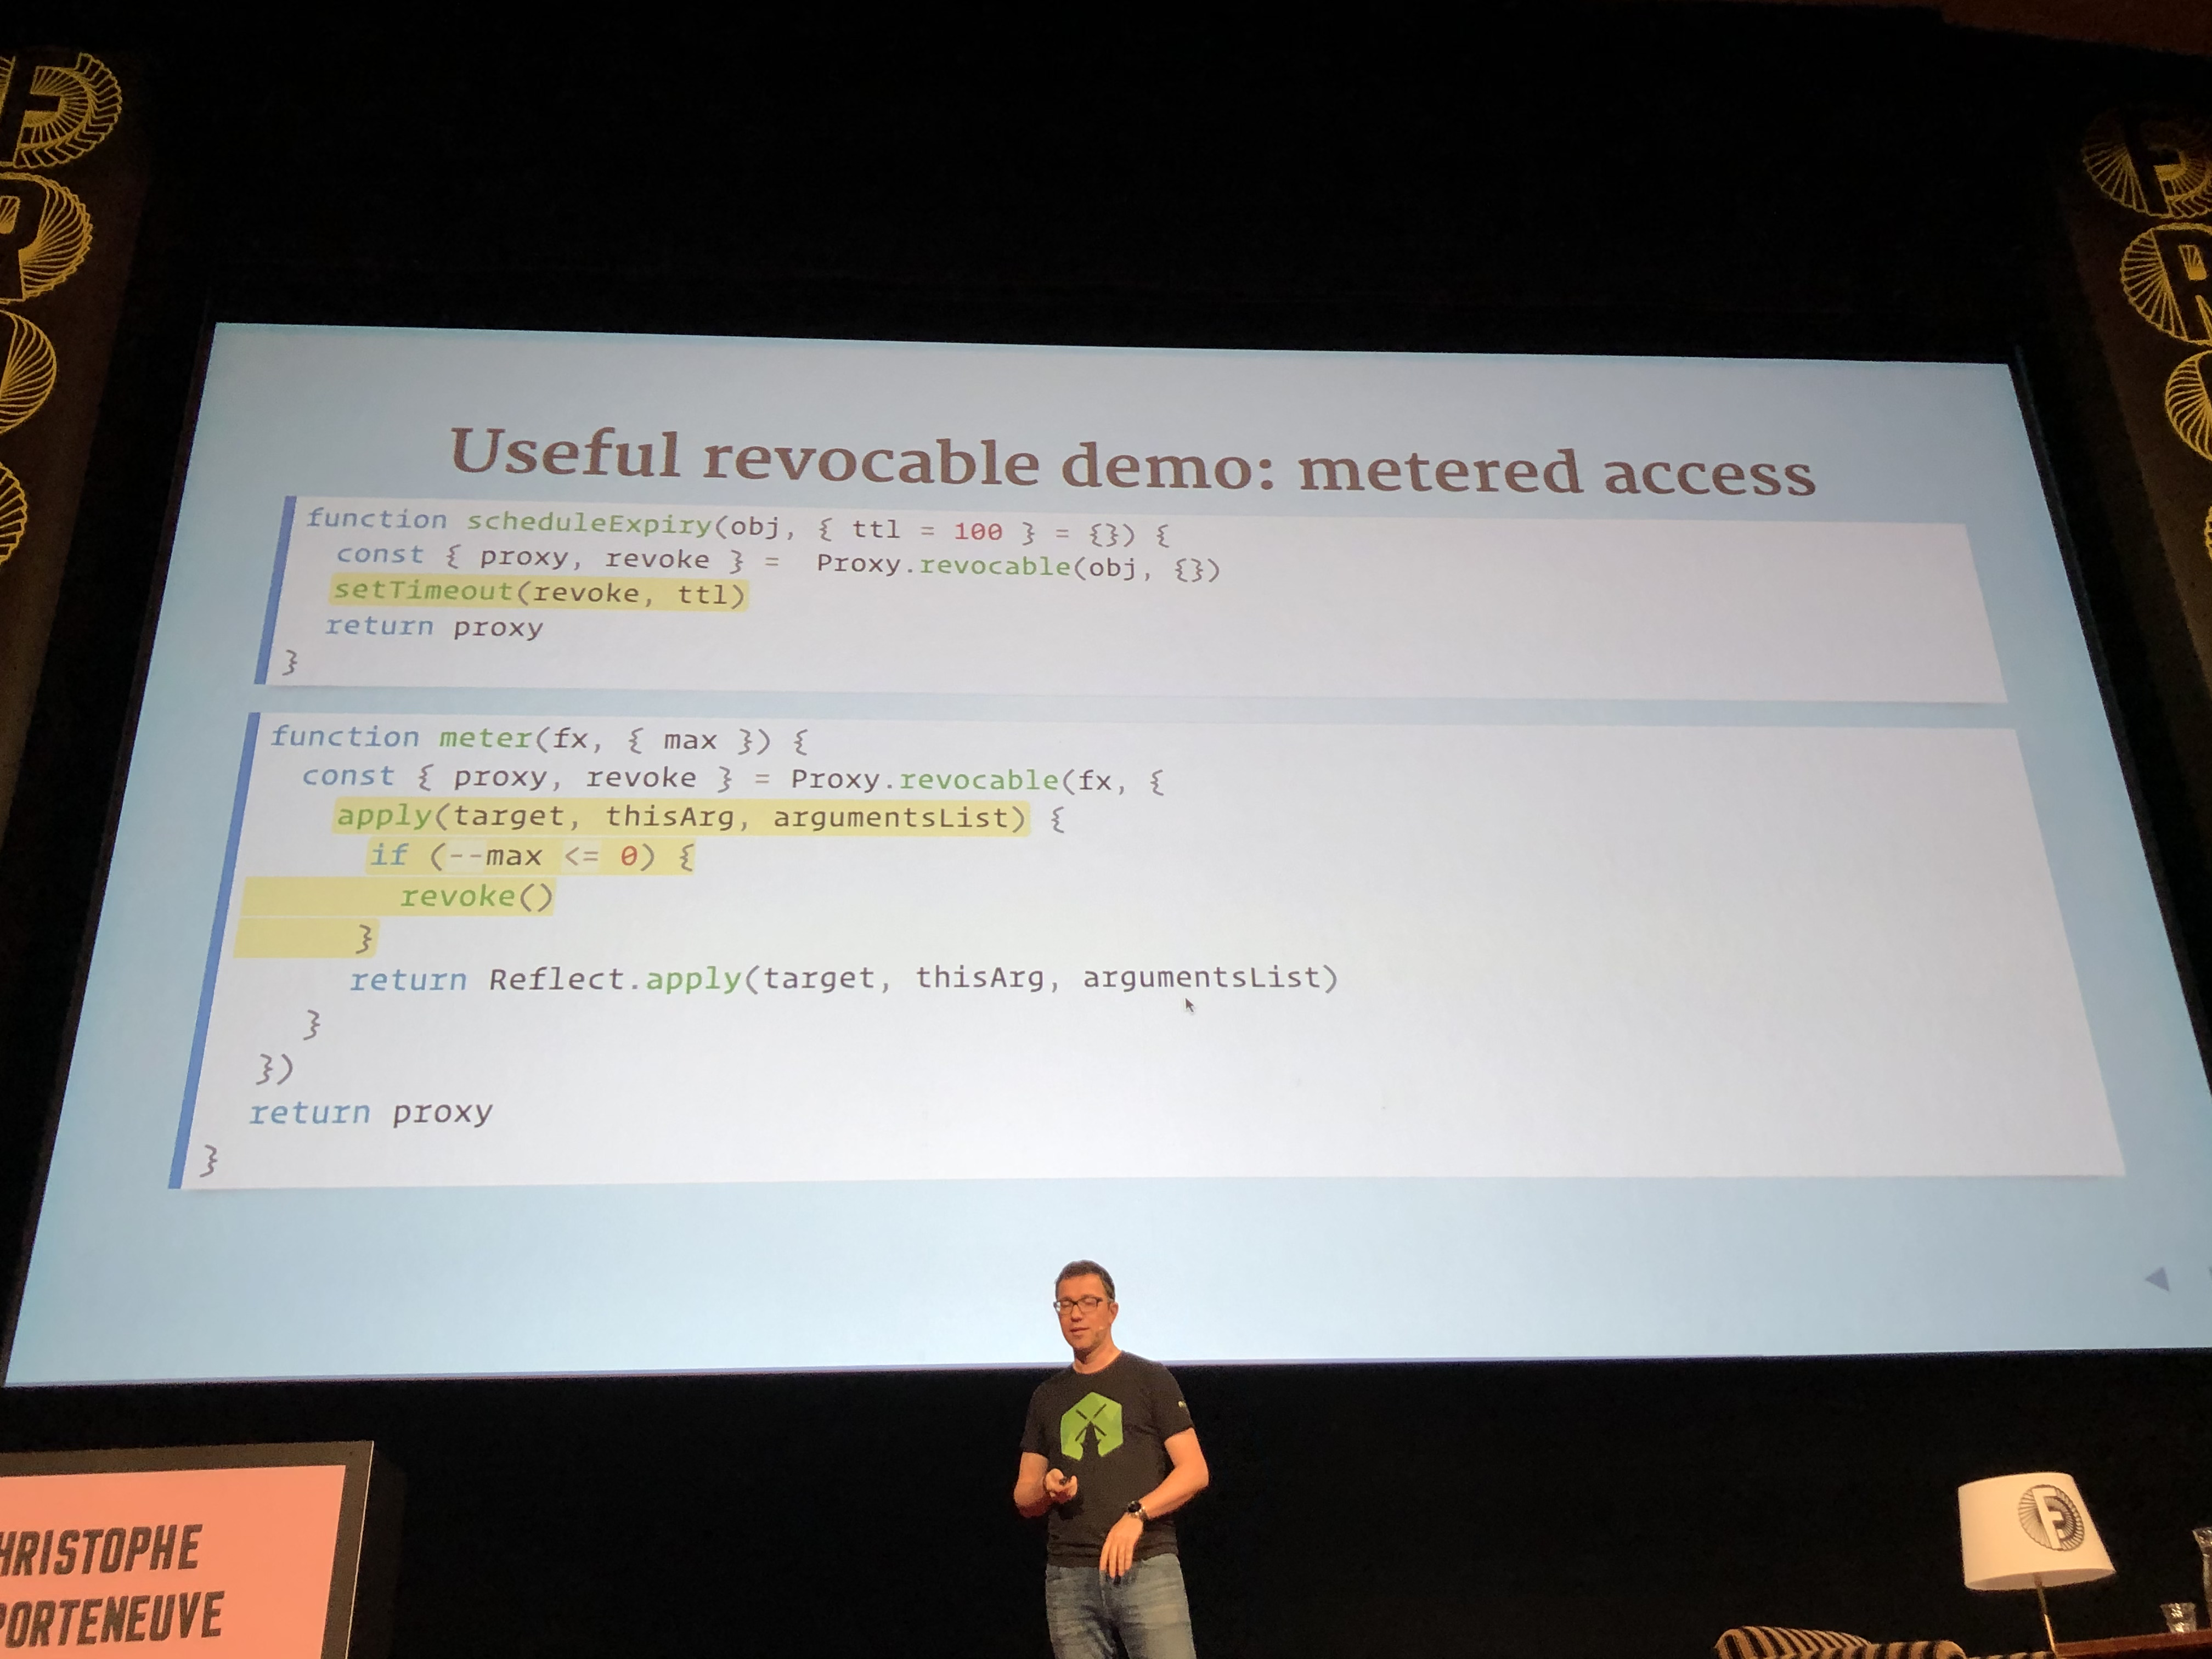 Useful revocable demo: metered access
function scheduleExpiry(obj, { ttl = 100 } = {}) {
  const { proxy, revoke } =  Proxy.revocable(obj, {})
  setTimeout(revoke, ttl)
  return proxy
}
function meter(fx, { max }) {
  const { proxy, revoke } = Proxy.revocable(fx, {
    apply(target, thisArg, argumentsList) {
      if (--max <= 0) {
        revoke()
      }
      return Reflect.apply(target, thisArg, argumentsList)
    }
  })
  return proxy
}
HRISTOPHE
PORTENEUVE